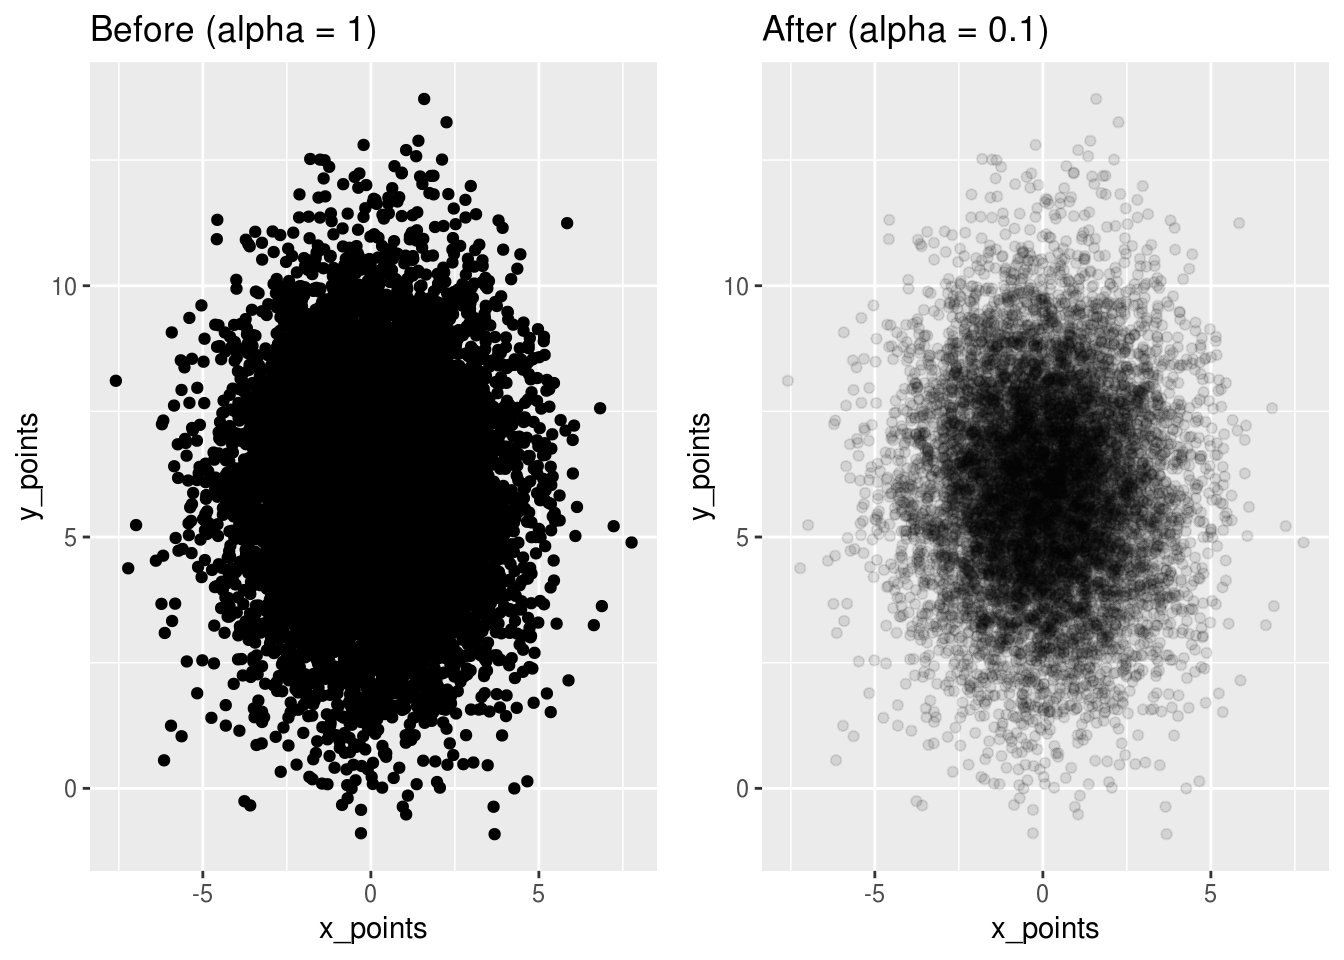 Before (alpha = 1)
y_points
10
5
0
-5 0 5
x_points
After (alpha = 0.1)
y_points
10
5
0
-5 0 5
x_points